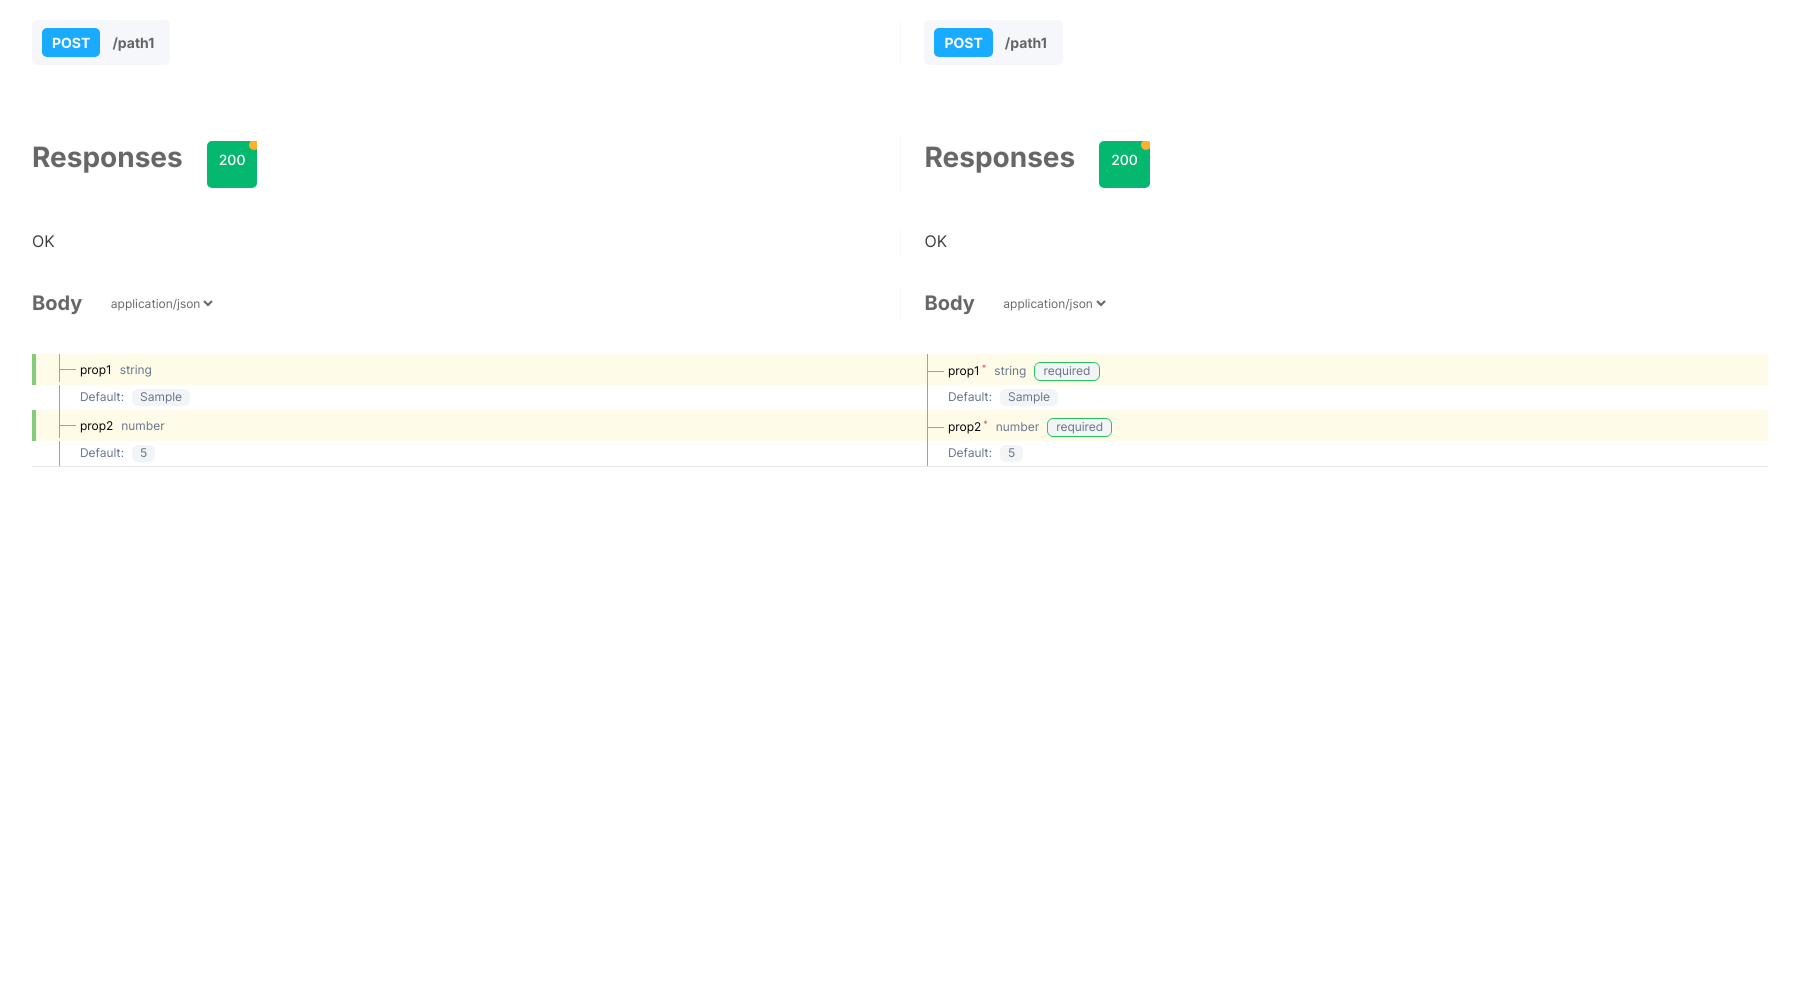 POST /path1 POST /path1
Responses 200 Responses 200
OK OK
Body application/json Body application/json
prop1 string prop1* string required
Default: Sample Default: Sample
prop2 number prop2* number required
Default: 5 Default: 5